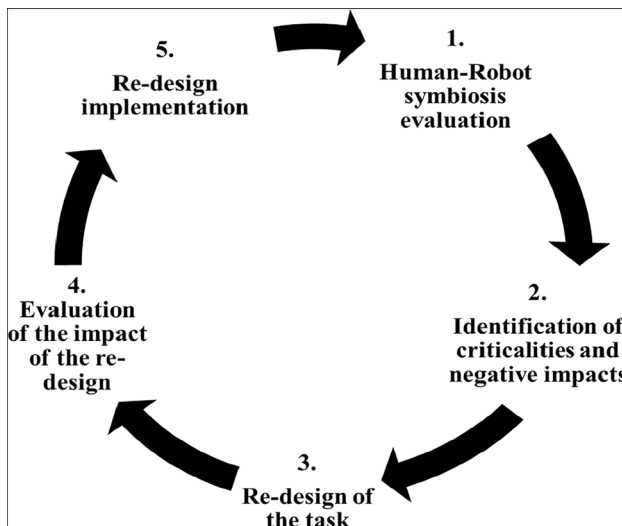 1.
Human-Robot
symbiosis
evaluation
2.
Identification of
criticalities and
negative impacts
3.
Re-design of
the task
4.
Evaluation
of the impact
of the re-
design
5.
Re-design
implementation